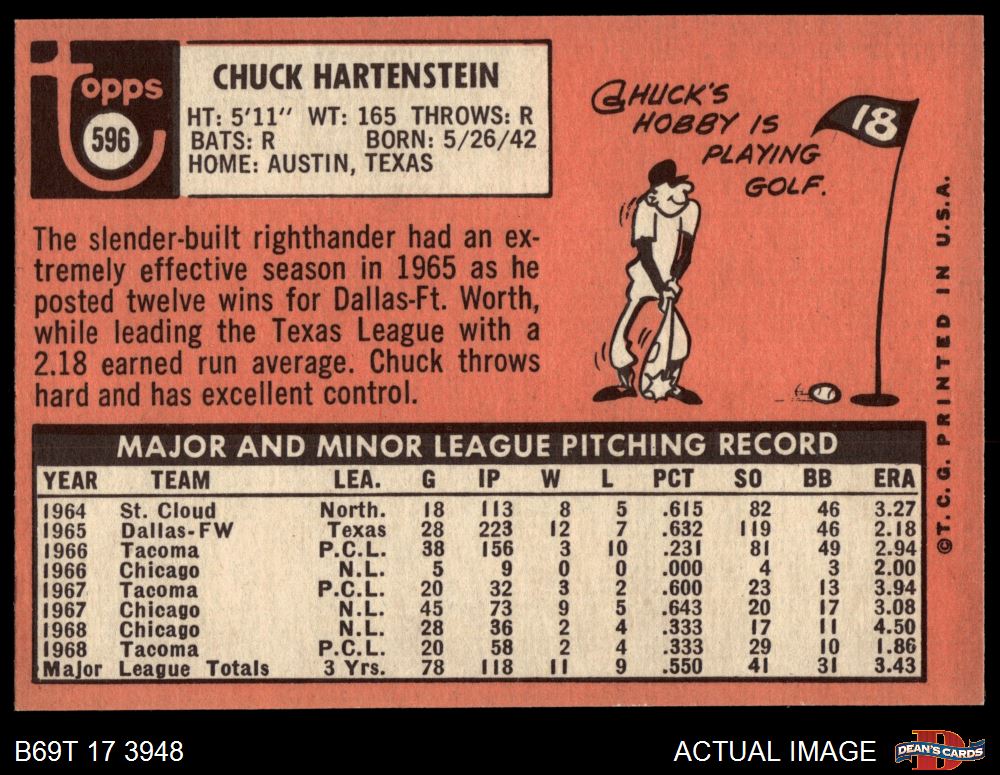 Topps
596
CHUCK HARTENSTEIN
HT: 5'11" WT: 165 THROWS: R
BATS: R BORN: 5/26/42
HOME: AUSTIN, TEXAS
CHUCK'S
HOBBY IS
PLAYING
GOLF.
18
The slender-built righthander had an ex-
tremely effective season in 1965 as he
posted twelve wins for Dallas-Ft. Worth,
while leading the Texas League with a
2.18 earned run average. Chuck throws
hard and has excellent control.
MAJOR AND MINOR LEAGUE PITCHING RECORD
YEAR TEAM LEA. G IP W L PCT SO BB ERA
1964 St. Cloud North. 18 113 8 5 .615 82 46 3.27
1965 Dallas-FW Texas 28 223 12 7 .632 119 46 2.18
1966 Tacoma P.C.L. 38 156 3 10 .231 81 49 2.94
1966 Chicago N.L. 5 9 0 0 .000 4 3 2.00
1967 Tacoma P.C.L. 20 32 3 2 .600 23 13 3.94
1967 Chicago N.L. 45 73 9 5 .643 20 17 3.08
1968 Chicago N.L. 28 36 2 4 .333 17 11 4.50
1968 Tacoma P.C.L. 20 58 2 4 .333 29 10 1.86
Major League Totals 3 Yrs. 78 118 11 9 .550 41 31 3.43
©T.C.G. PRINTED IN U.S.A.
B69T 17 3948
ACTUAL IMAGE
D
DEAN'S CARDS